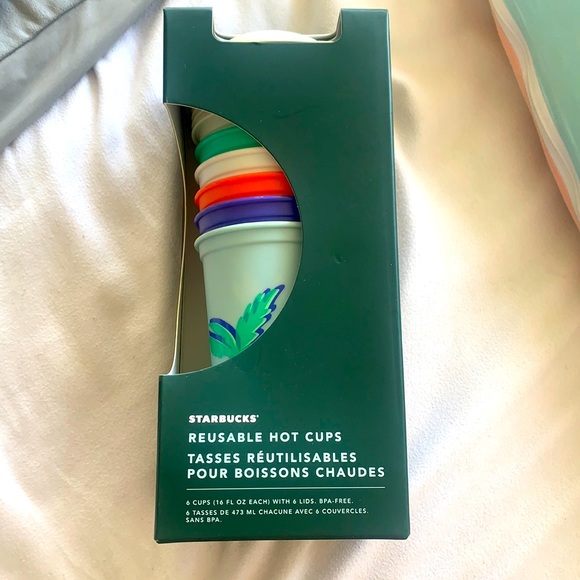 STARBUCKS®
REUSABLE HOT CUPS
TASSES RÉUTILISABLES
POUR BOISSONS CHAUDES
6 CUPS (16 FL OZ EACH) WITH 6 LIDS. BPA-FREE.
6 TASSES DE 473 ML CHACUNE AVEC 6 COUVERCLES.
SANS BPA.